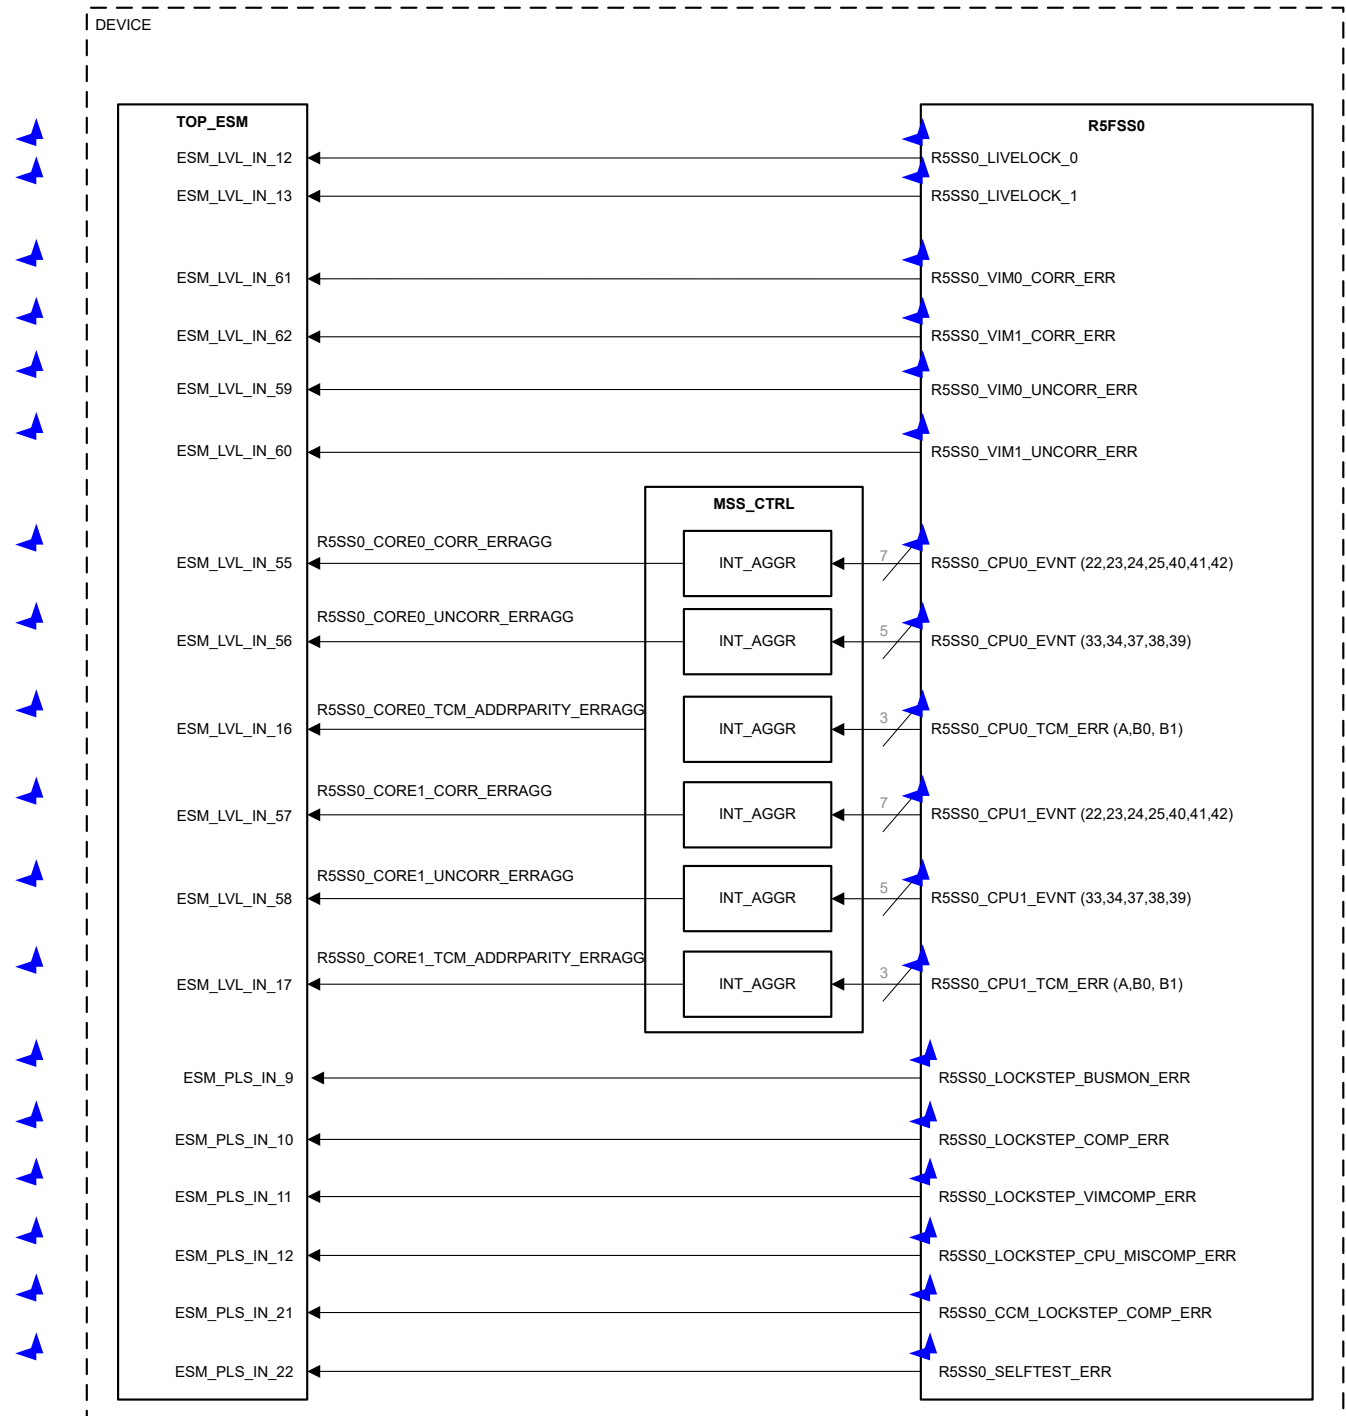 DEVICE
TOP_ESM
R5FSS0
ESM_LVL_IN_12
R5SS0_LIVELOCK_0
ESM_LVL_IN_13
R5SS0_LIVELOCK_1
ESM_LVL_IN_61
R5SS0_VIM0_CORR_ERR
ESM_LVL_IN_62
R5SS0_VIM1_CORR_ERR
ESM_LVL_IN_59
R5SS0_VIM0_UNCORR_ERR
ESM_LVL_IN_60
R5SS0_VIM1_UNCORR_ERR
MSS_CTRL
R5SS0_CORE0_CORR_ERRAGG
ESM_LVL_IN_55
INT_AGGR
7
R5SS0_CPU0_EVNT (22,23,24,25,40,41,42)
R5SS0_CORE0_UNCORR_ERRAGG
ESM_LVL_IN_56
INT_AGGR
5
R5SS0_CPU0_EVNT (33,34,37,38,39)
R5SS0_CORE0_TCM_ADDRPARITY_ERRAGG
ESM_LVL_IN_16
INT_AGGR
3
R5SS0_CPU0_TCM_ERR (A,B0, B1)
R5SS0_CORE1_CORR_ERRAGG
ESM_LVL_IN_57
INT_AGGR
7
R5SS0_CPU1_EVNT (22,23,24,25,40,41,42)
R5SS0_CORE1_UNCORR_ERRAGG
ESM_LVL_IN_58
INT_AGGR
5
R5SS0_CPU1_EVNT (33,34,37,38,39)
R5SS0_CORE1_TCM_ADDRPARITY_ERRAGG
ESM_LVL_IN_17
INT_AGGR
3
R5SS0_CPU1_TCM_ERR (A,B0, B1)
ESM_PLS_IN_9
R5SS0_LOCKSTEP_BUSMON_ERR
ESM_PLS_IN_10
R5SS0_LOCKSTEP_COMP_ERR
ESM_PLS_IN_11
R5SS0_LOCKSTEP_VIMCOMP_ERR
ESM_PLS_IN_12
R5SS0_LOCKSTEP_CPU_MISCOMP_ERR
ESM_PLS_IN_21
R5SS0_CCM_LOCKSTEP_COMP_ERR
ESM_PLS_IN_22
R5SS0_SELFTEST_ERR